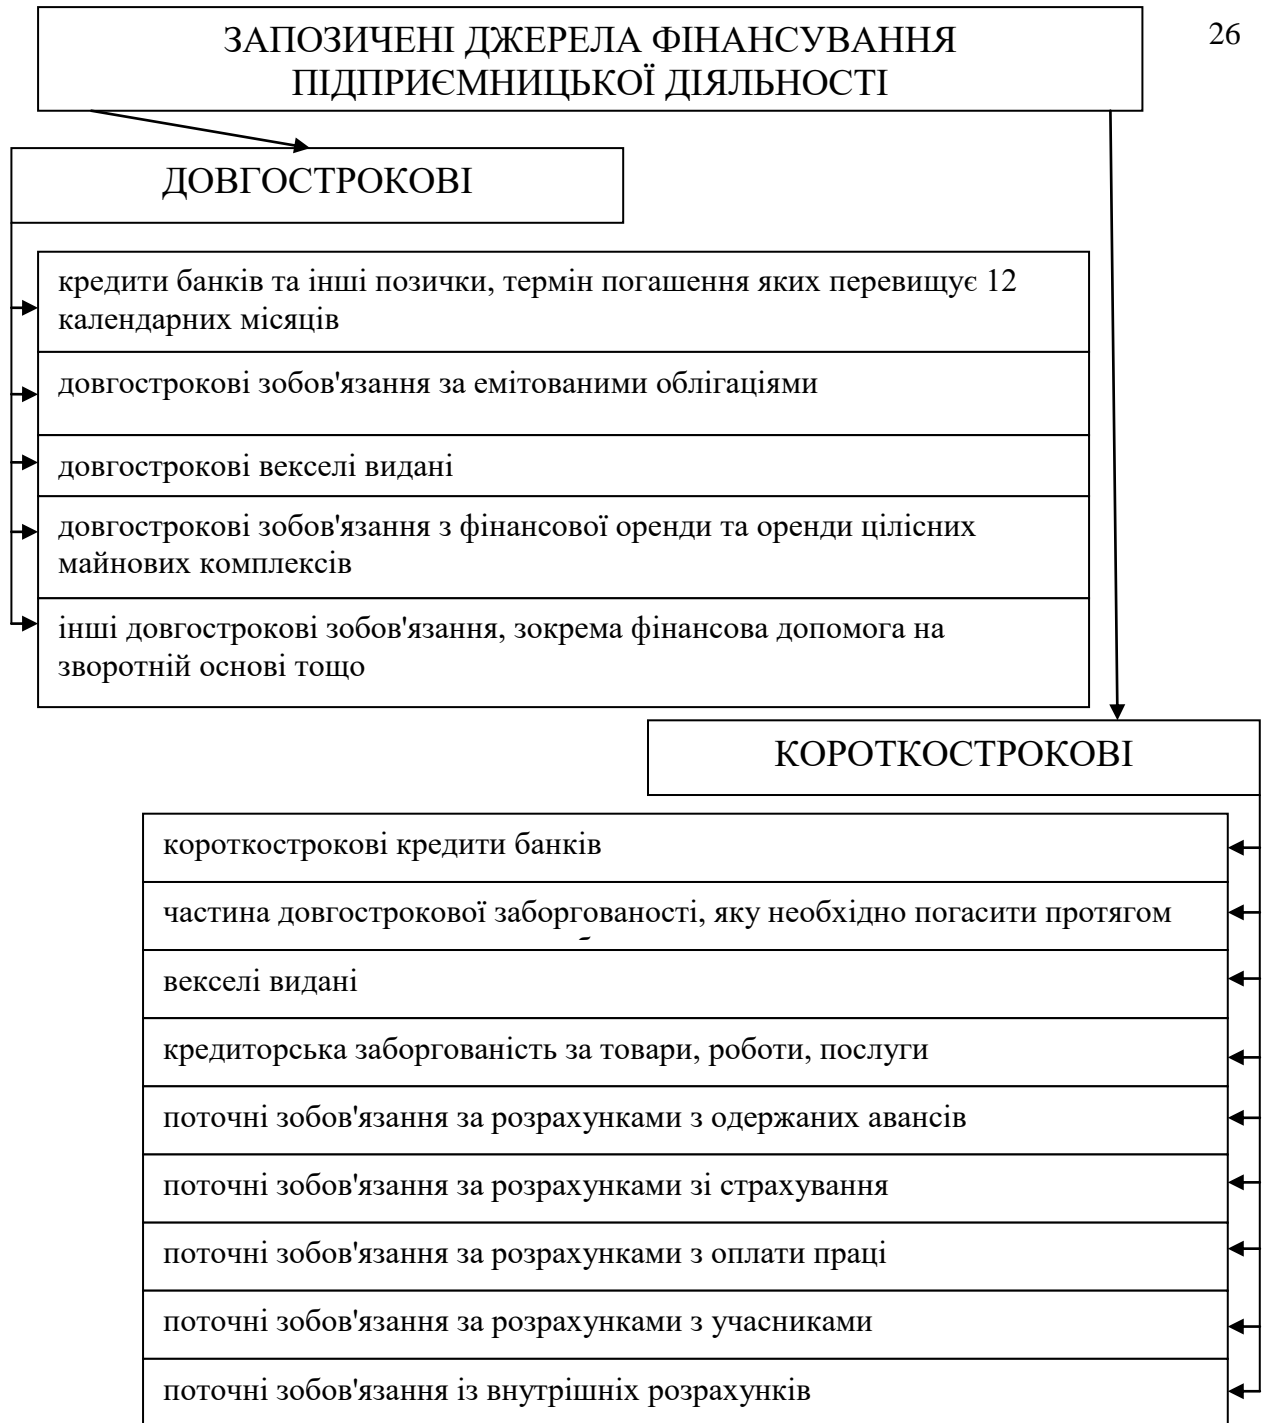 26
ЗАПОЗИЧЕНІ ДЖЕРЕЛА ФІНАНСУВАННЯ
ПІДПРИЄМНИЦЬКОЇ ДІЯЛЬНОСТІ
ДОВГОСТРОКОВІ
кредити банків та інші позички, термін погашення яких перевищує 12
календарних місяців
довгострокові зобов'язання за емітованими облігаціями
довгострокові векселі видані
довгострокові зобов'язання з фінансової оренди та оренди цілісних
майнових комплексів
інші довгострокові зобов'язання, зокрема фінансова допомога на
зворотній основі тощо
КОРОТКОСТРОКОВІ
короткострокові кредити банків
частина довгострокової заборгованості, яку необхідно погасити протягом
векселі видані
кредиторська заборгованість за товари, роботи, послуги
поточні зобов'язання за розрахунками з одержаних авансів
поточні зобов'язання за розрахунками зі страхування
поточні зобов'язання за розрахунками з оплати праці
поточні зобов'язання за розрахунками з учасниками
поточні зобов'язання із внутрішніх розрахунків